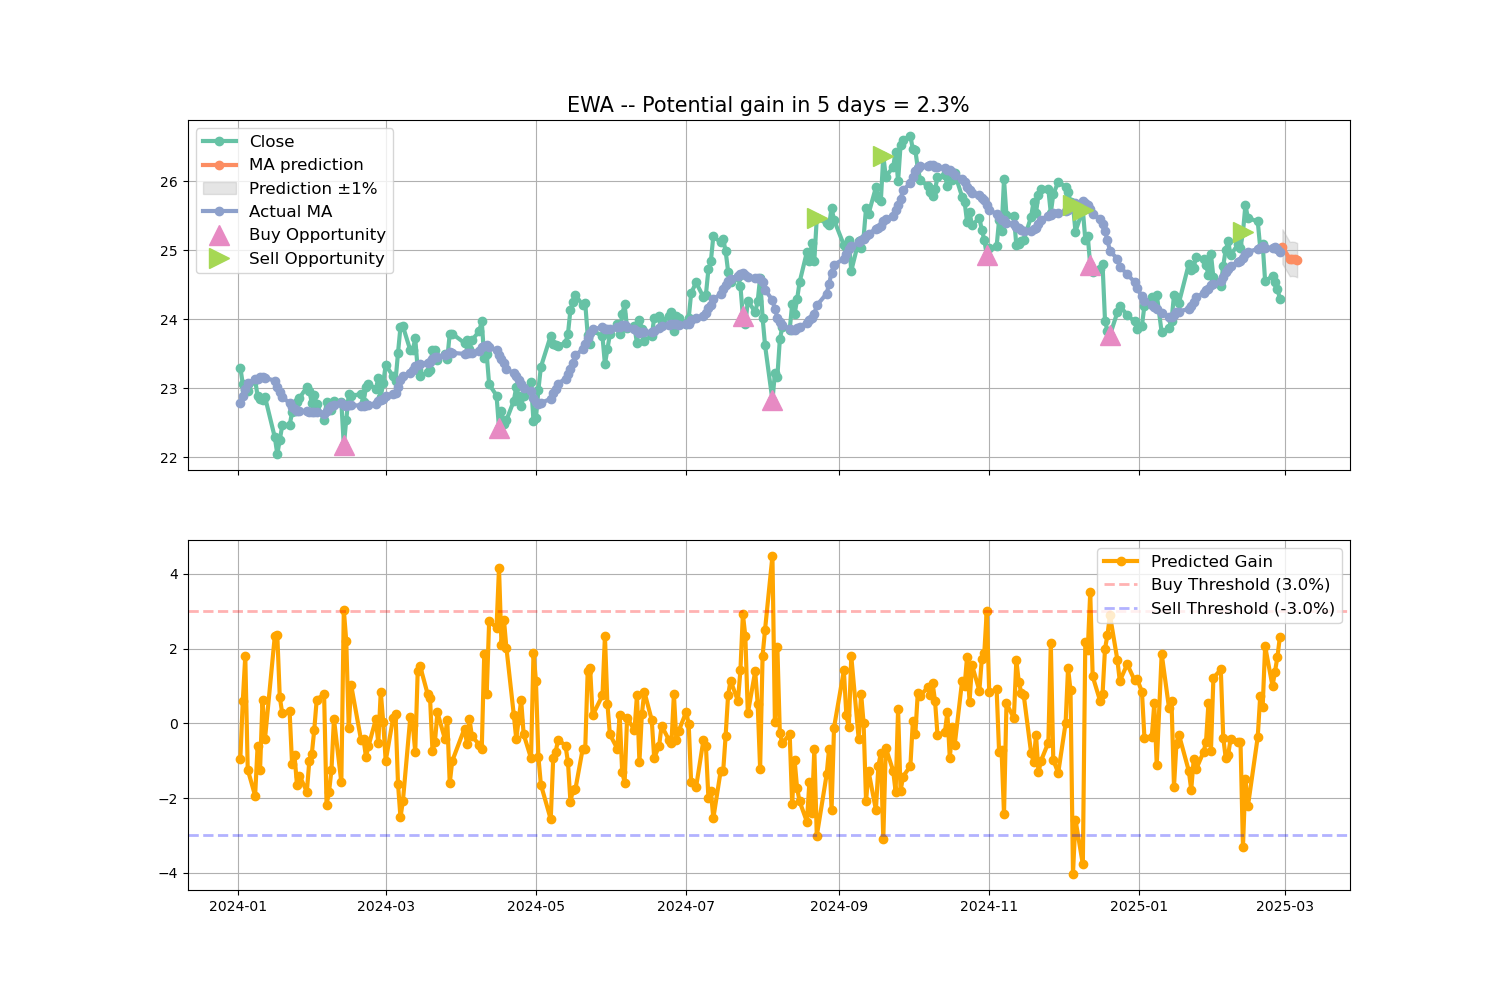 EWA -- Potential gain in 5 days = 2.3%
Close
MA prediction
Prediction ±1%
Actual MA
Buy Opportunity
Sell Opportunity
26
25
24
23
22
Predicted Gain
Buy Threshold (3.0%)
Sell Threshold (-3.0%)
4
2
0
−2
−4
2024-01
2024-03
2024-05
2024-07
2024-09
2024-11
2025-01
2025-03